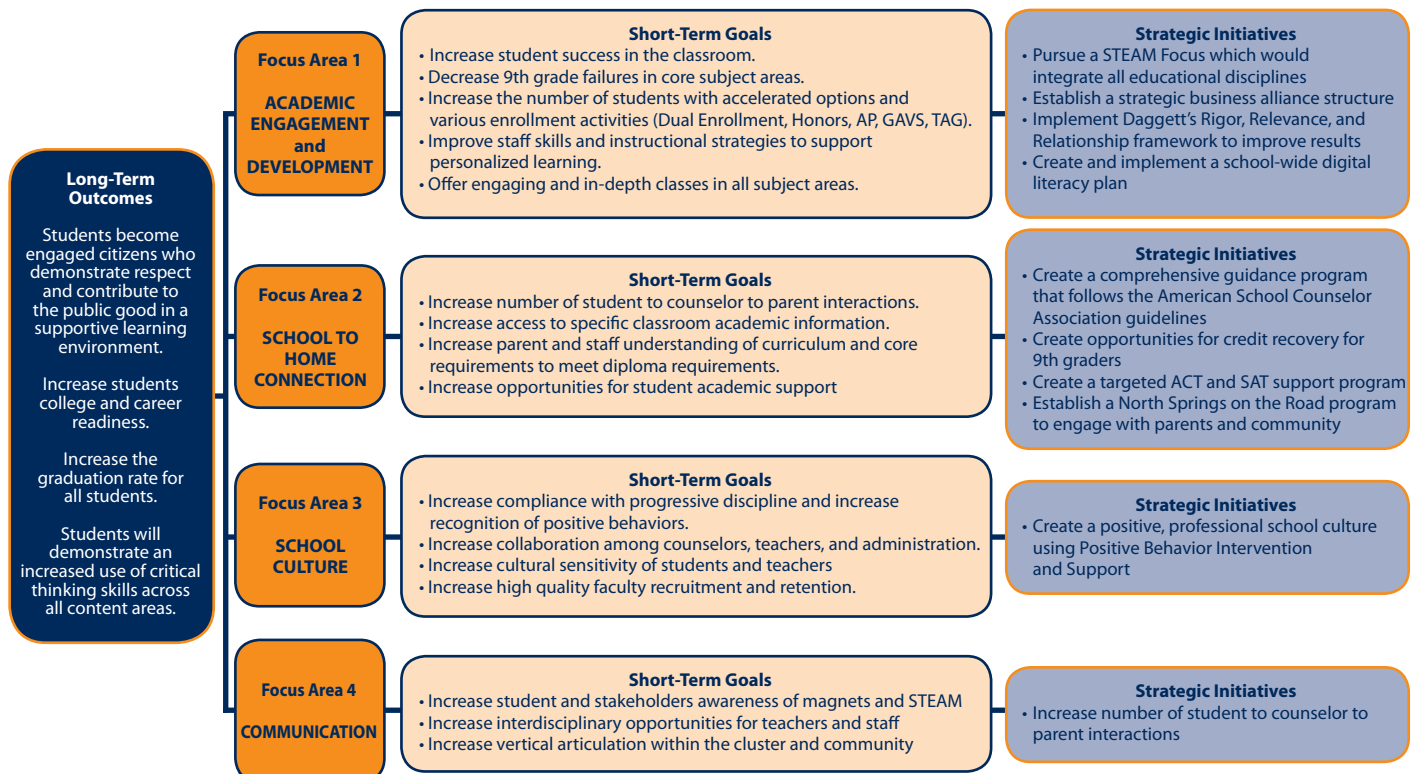 Long-Term
Outcomes
Students become
engaged citizens who
demonstrate respect
and contribute to
the public good in a
supportive learning
environment.
Increase students
college and career
readiness.
Increase the
graduation rate for
all students.
Students will
demonstrate an
increased use of critical
thinking skills across
all content areas.
Focus Area 1
ACADEMIC
ENGAGEMENT
and
DEVELOPMENT
Short-Term Goals
• Increase student success in the classroom.
• Decrease 9th grade failures in core subject areas.
• Increase the number of students with accelerated options and
various enrollment activities (Dual Enrollment, Honors, AP, GAVS, TAG).
• Improve staff skills and instructional strategies to support
personalized learning.
• Offer engaging and in-depth classes in all subject areas.
Strategic Initiatives
• Pursue a STEAM Focus which would
integrate all educational disciplines
• Establish a strategic business alliance structure
• Implement Daggett's Rigor, Relevance, and
Relationship framework to improve results
• Create and implement a school-wide digital
literacy plan
Focus Area 2
SCHOOL TO
HOME
CONNECTION
Short-Term Goals
• Increase number of student to counselor to parent interactions.
• Increase access to specific classroom academic information.
• Increase parent and staff understanding of curriculum and core
requirements to meet diploma requirements.
• Increase opportunities for student academic support
Strategic Initiatives
• Create a comprehensive guidance program
that follows the American School Counselor
Association guidelines
• Create opportunities for credit recovery for
9th graders
• Create a targeted ACT and SAT support program
• Establish a North Springs on the Road program
to engage with parents and community
Focus Area 3
SCHOOL
CULTURE
Short-Term Goals
• Increase compliance with progressive discipline and increase
recognition of positive behaviors.
• Increase collaboration among counselors, teachers, and administration.
• Increase cultural sensitivity of students and teachers
• Increase high quality faculty recruitment and retention.
Strategic Initiatives
• Create a positive, professional school culture
using Positive Behavior Intervention
and Support
Focus Area 4
COMMUNICATION
Short-Term Goals
• Increase student and stakeholders awareness of magnets and STEAM
• Increase interdisciplinary opportunities for teachers and staff
• Increase vertical articulation within the cluster and community
Strategic Initiatives
• Increase number of student to counselor to
parent interactions